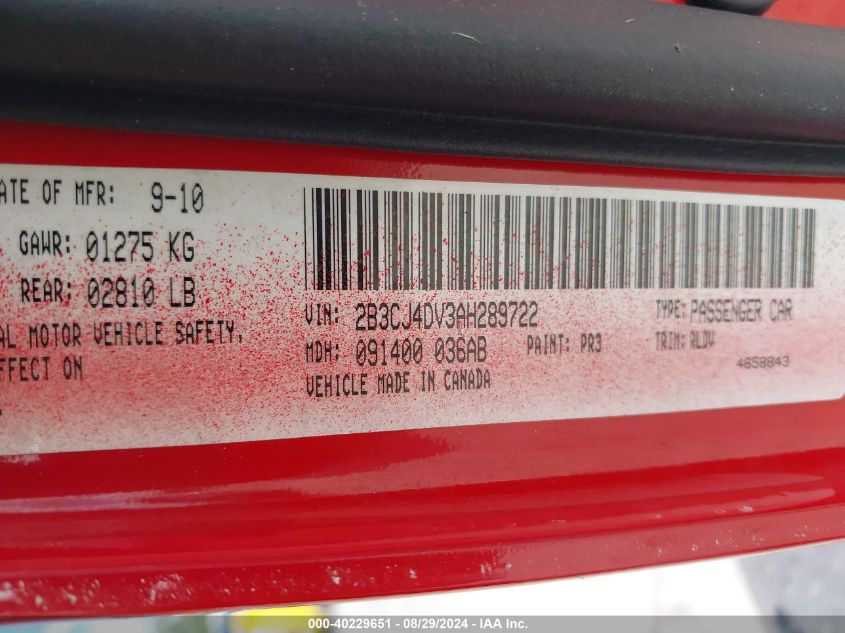 ATE OF MFR: 9-10
GAWR: 01275 KG
REAR: 02810 LB
AL MOTOR VEHICLE SAFETY,
FFECT ON
VIN: 2B3CJ4DV3AH289722
TYPE: PASSENGER CAR
MDH: 091400 036AB
PAINT: PR3
TRIM: RLDV
VEHICLE MADE IN CANADA
4658843
000-40229651 - 08/29/2024 - IAA Inc.